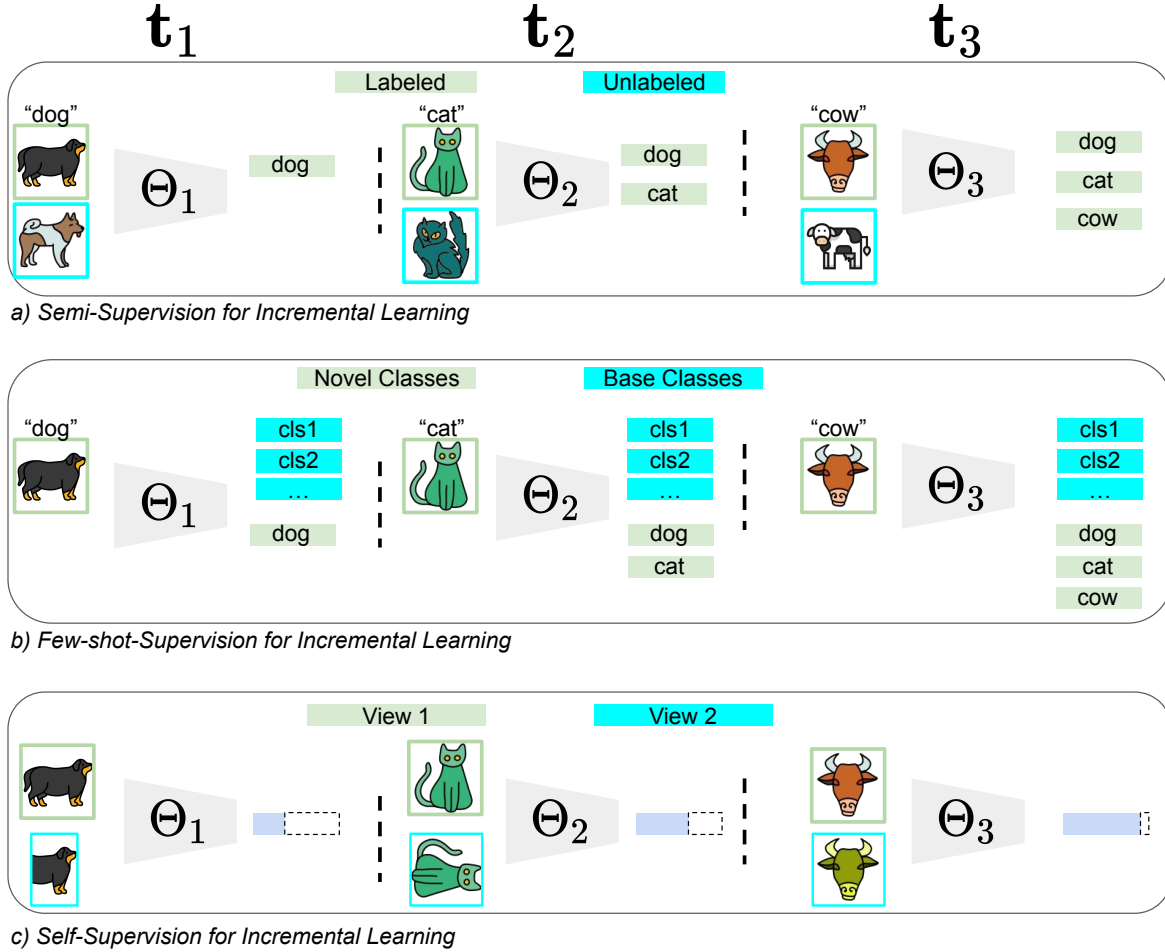 t1 t2 t3
Labeled Unlabeled
"dog" "cat" "cow"
Θ1 dog Θ2 dog Θ3 dog
cat cat
cow
a) Semi-Supervision for Incremental Learning
Novel Classes Base Classes
"dog" "cat" "cow"
cls1 cls1 cls1
cls2 cls2 cls2
Θ1 ... Θ2 ... Θ3 ...
dog dog dog
cat cat
cow
b) Few-shot-Supervision for Incremental Learning
View 1 View 2
Θ1 Θ2 Θ3
c) Self-Supervision for Incremental Learning